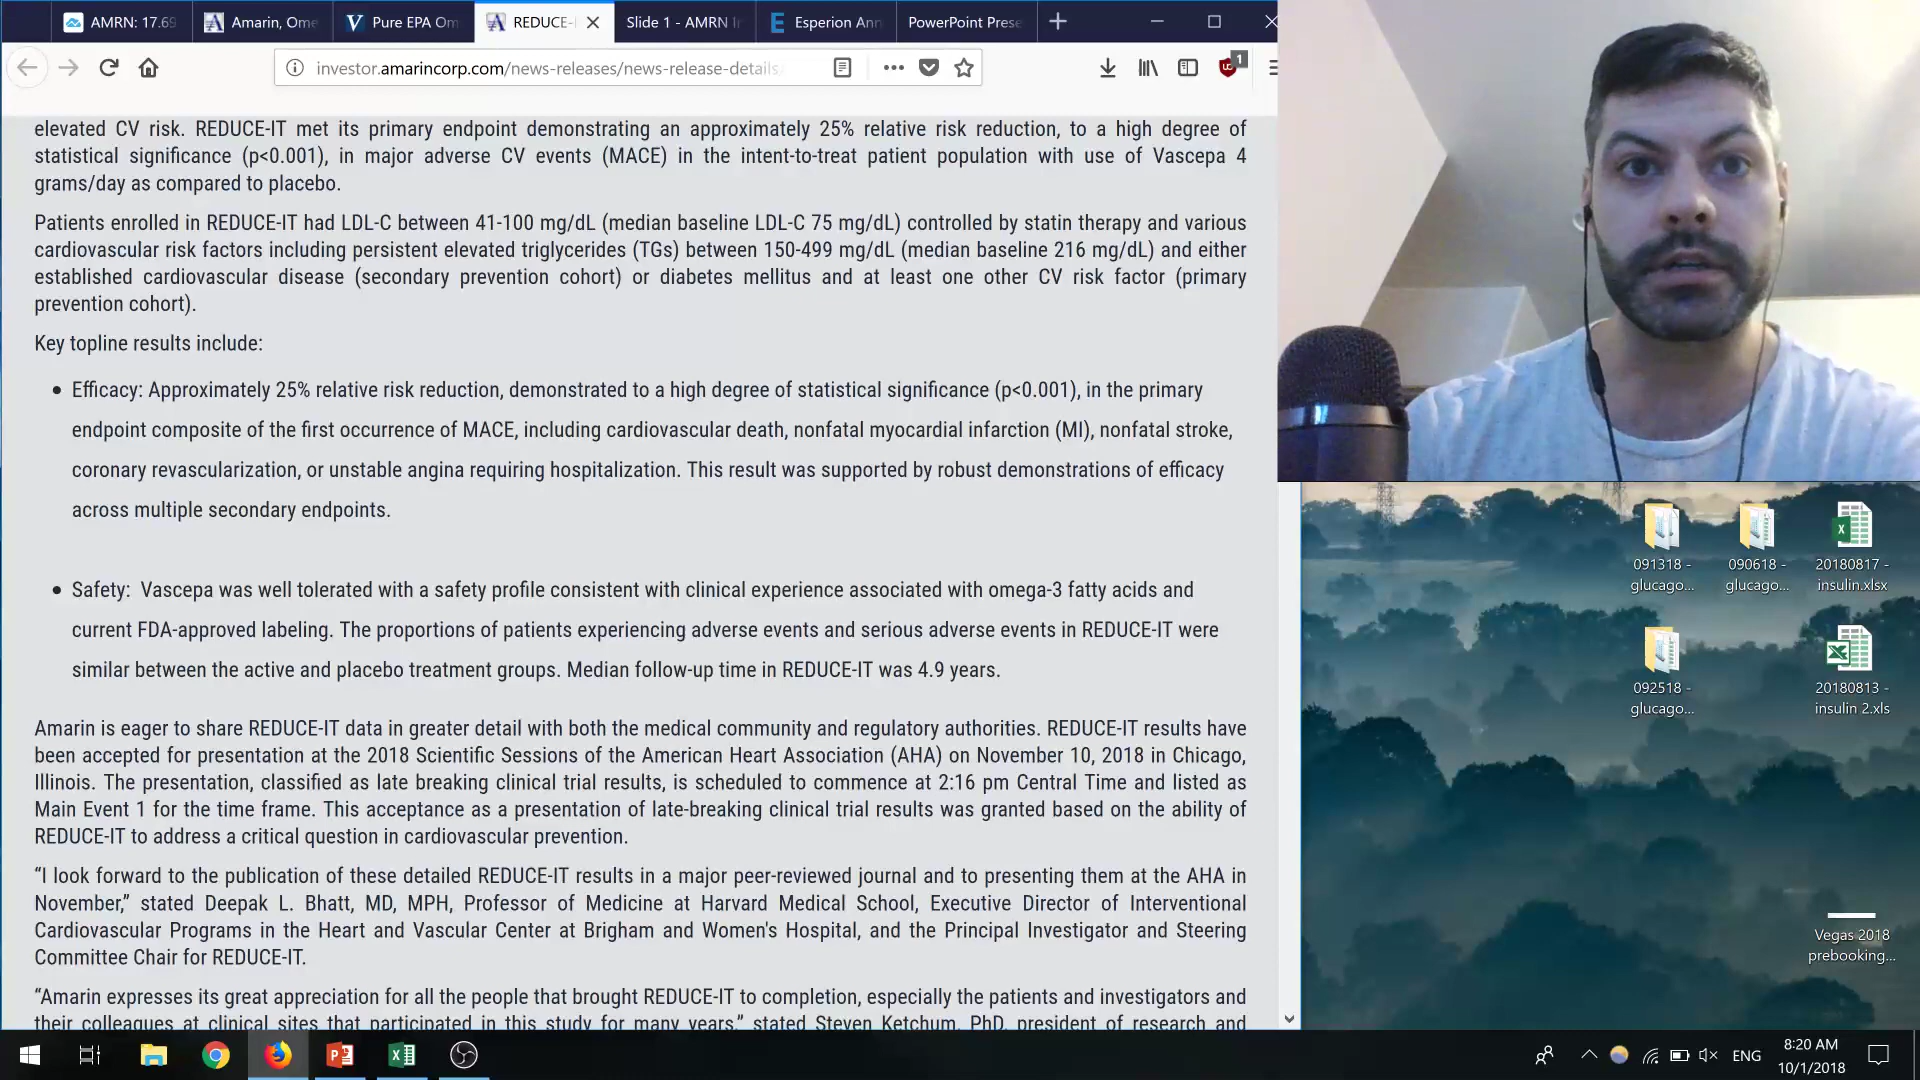 AMRN: 17.69
Amarin, Ome
Pure EPA Om
REDUCE-
Slide 1 - AMRN I
Esperion Ann
PowerPoint Prese
investor.amarincorp.com/news-releases/news-release-details
1
elevated CV risk. REDUCE-IT met its primary endpoint demonstrating an approximately 25% relative risk reduction, to a high degree of
statistical significance (p<0.001), in major adverse CV events (MACE) in the intent-to-treat patient population with use of Vascepa 4
grams/day as compared to placebo.
Patients enrolled in REDUCE-IT had LDL-C between 41-100 mg/dL (median baseline LDL-C 75 mg/dL) controlled by statin therapy and various
cardiovascular risk factors including persistent elevated triglycerides (TGs) between 150-499 mg/dL (median baseline 216 mg/dL) and either
established cardiovascular disease (secondary prevention cohort) or diabetes mellitus and at least one other CV risk factor (primary
prevention cohort).
Key topline results include:
• Efficacy: Approximately 25% relative risk reduction, demonstrated to a high degree of statistical significance (p<0.001), in the primary
endpoint composite of the first occurrence of MACE, including cardiovascular death, nonfatal myocardial infarction (MI), nonfatal stroke,
coronary revascularization, or unstable angina requiring hospitalization. This result was supported by robust demonstrations of efficacy
across multiple secondary endpoints.
• Safety: Vascepa was well tolerated with a safety profile consistent with clinical experience associated with omega-3 fatty acids and
current FDA-approved labeling. The proportions of patients experiencing adverse events and serious adverse events in REDUCE-IT were
similar between the active and placebo treatment groups. Median follow-up time in REDUCE-IT was 4.9 years.
Amarin is eager to share REDUCE-IT data in greater detail with both the medical community and regulatory authorities. REDUCE-IT results have
been accepted for presentation at the 2018 Scientific Sessions of the American Heart Association (AHA) on November 10, 2018 in Chicago,
Illinois. The presentation, classified as late breaking clinical trial results, is scheduled to commence at 2:16 pm Central Time and listed as
Main Event 1 for the time frame. This acceptance as a presentation of late-breaking clinical trial results was granted based on the ability of
REDUCE-IT to address a critical question in cardiovascular prevention.
“I look forward to the publication of these detailed REDUCE-IT results in a major peer-reviewed journal and to presenting them at the AHA in
November,” stated Deepak L. Bhatt, MD, MPH, Professor of Medicine at Harvard Medical School, Executive Director of Interventional
Cardiovascular Programs in the Heart and Vascular Center at Brigham and Women's Hospital, and the Principal Investigator and Steering
Committee Chair for REDUCE-IT.
“Amarin expresses its great appreciation for all the people that brought REDUCE-IT to completion, especially the patients and investigators and
their colleagues at clinical sites that participated in this study for many years,” stated Steven Ketchum, PhD, president of research and
091318 -
glucago...
090618 -
glucago...
20180817 -
insulin.xlsx
092518 -
glucago...
20180813 -
insulin 2.xls
Vegas 2018
prebooking...
ENG
8:20 AM
10/1/2018